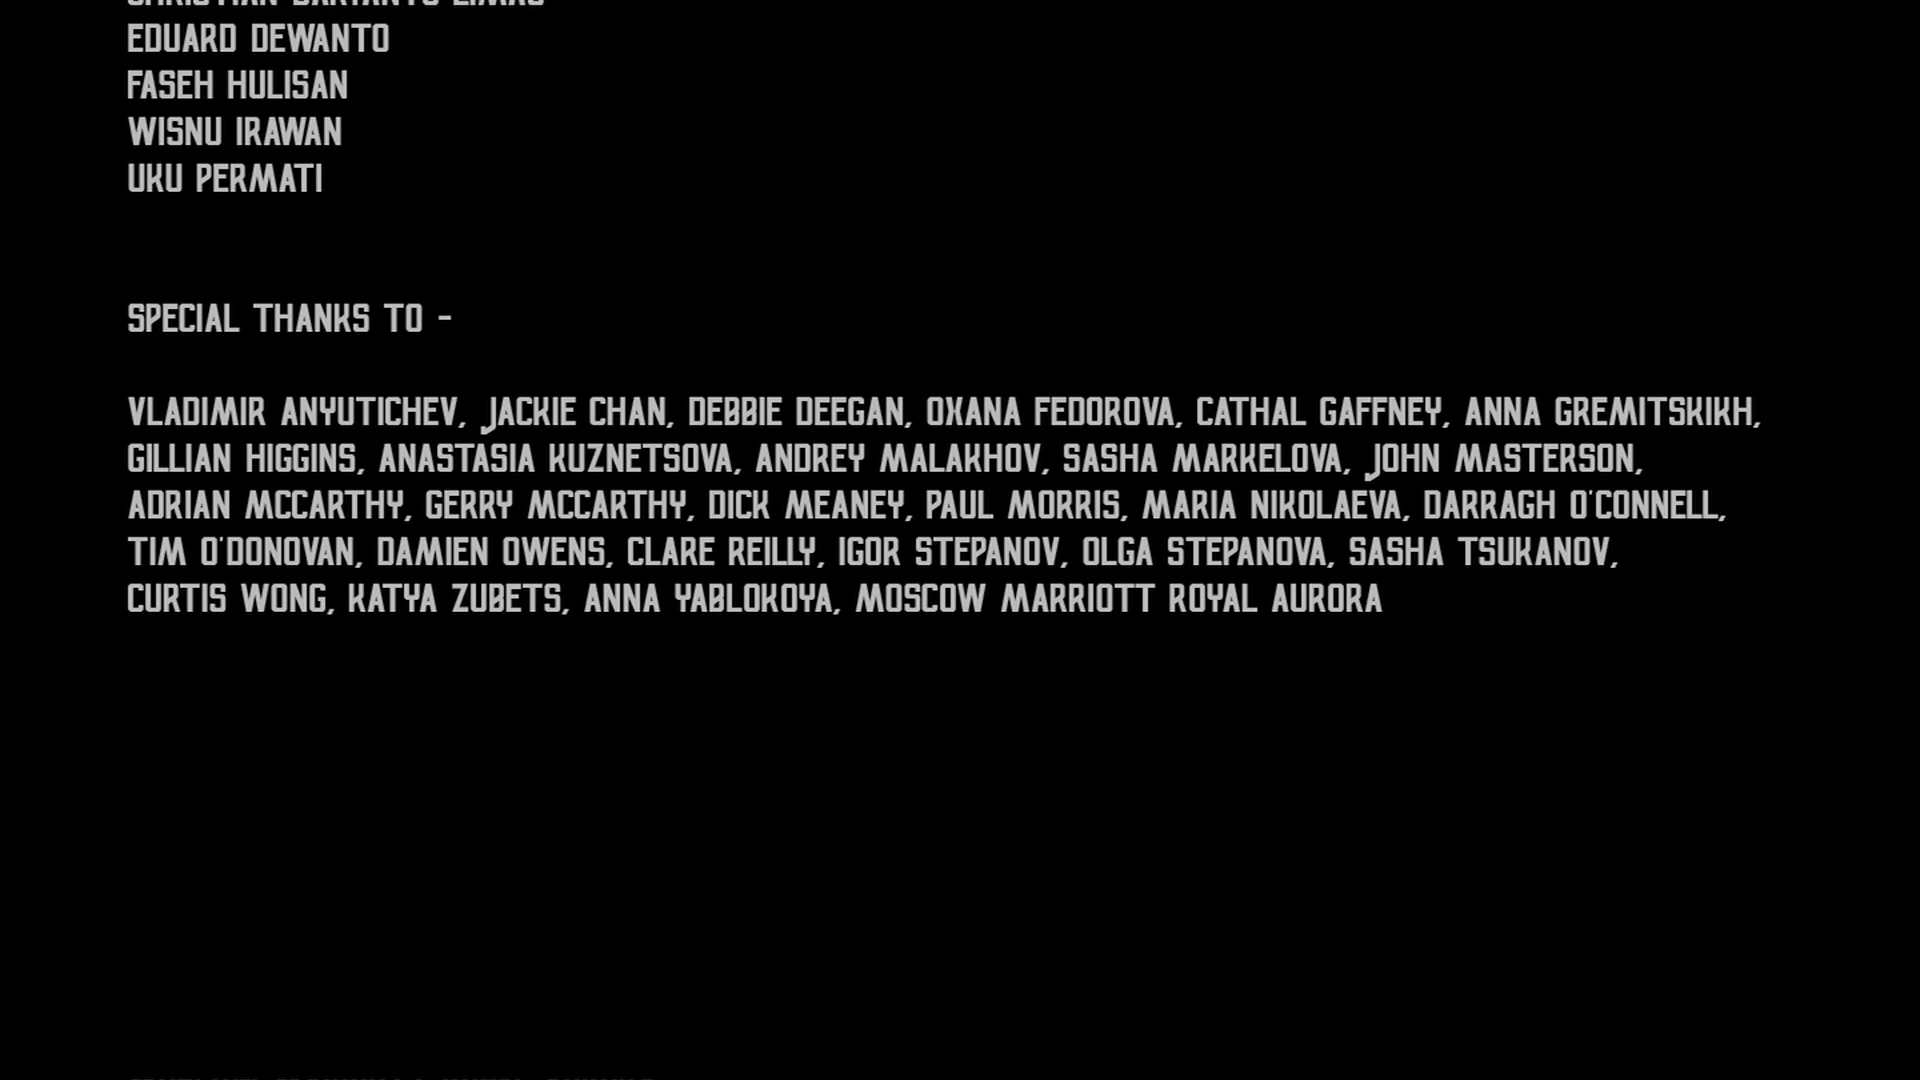 EDUARD DEWANTO
FASEH HULISAN
WISNU IRAWAN
UKU PERMATI
SPECIAL THANKS TO -
VLADIMIR ANYUTICHEV, JACKIE CHAN, DEBBIE DEEGAN, OXANA FEDOROVA, CATHAL GAFFNEY, ANNA GREMITSKIKH,
GILLIAN HIGGINS, ANASTASIA KUZNETSOVA, ANDREY MALAKHOV, SASHA MARKELOVA, JOHN MASTERSON,
ADRIAN MCCARTHY, GERRY MCCARTHY, DICK MEANEY, PAUL MORRIS, MARIA NIKOLAEVA, DARRAGH O'CONNELL,
TIM O'DONOVAN, DAMIEN OWENS, CLARE REILLY, IGOR STEPANOV, OLGA STEPANOVA, SASHA TSUKANOV,
CURTIS WONG, KATYA ZUBETS, ANNA YABLOKOYA, MOSCOW MARRIOTT ROYAL AURORA